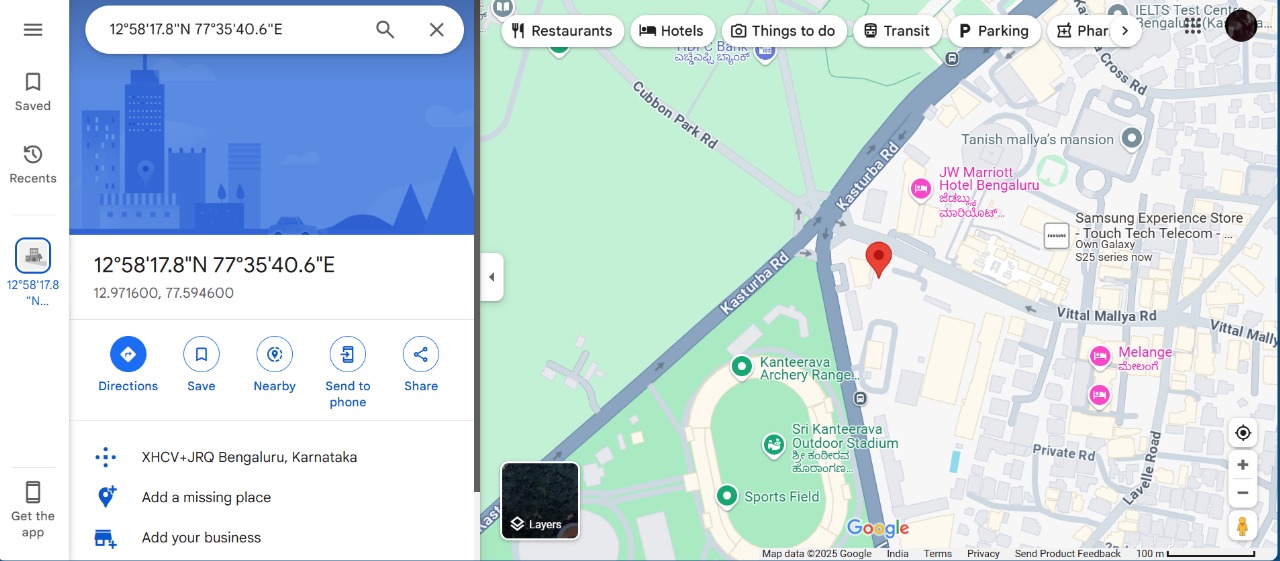 12°58'17.8"N 77°35'40.6"E
Saved
Recents
12°58'17.8
"N...
Get the
app
12°58'17.8"N 77°35'40.6"E
12.971600, 77.594600
Directions
Save
Nearby
Send to
phone
Share
XHCV+JRQ Bengaluru, Karnataka
Add a missing place
Add your business
Restaurants
Hotels
Things to do
Transit
Parking
Phar
IELTS Test Centre
HDFC Bank
ಎಚ್ಡಿಎಫ್ಸಿ ಬ್ಯಾಂಕ್
Cross Rd
Cubbon Park Rd
Kasturba Rd
Tanish mallya's mansion
JW Marriott
Hotel Bengaluru
ಜೆಡಬ್ಲ್ಯು
ಮಾರಿಯೊಟ್...
Samsung Experience Store
- Touch Tech Telecom - ...
Own Galaxy
S25 series now
Kasturba Rd
Vittal Mallya Rd
Vittal Mally
Melange
ಮೇಲಂಗೆ
Kanteerava
Archery Range...
Sri Kanteerava
Outdoor Stadium
ಶ್ರೀ ಕಂಠೀರವ
ಹೊರಾಂಗಣ...
Private Rd
Lavelle Road
Sports Field
Layers
Google
Map data ©2025 Google
India
Terms
Privacy
Send Product Feedback
100 m